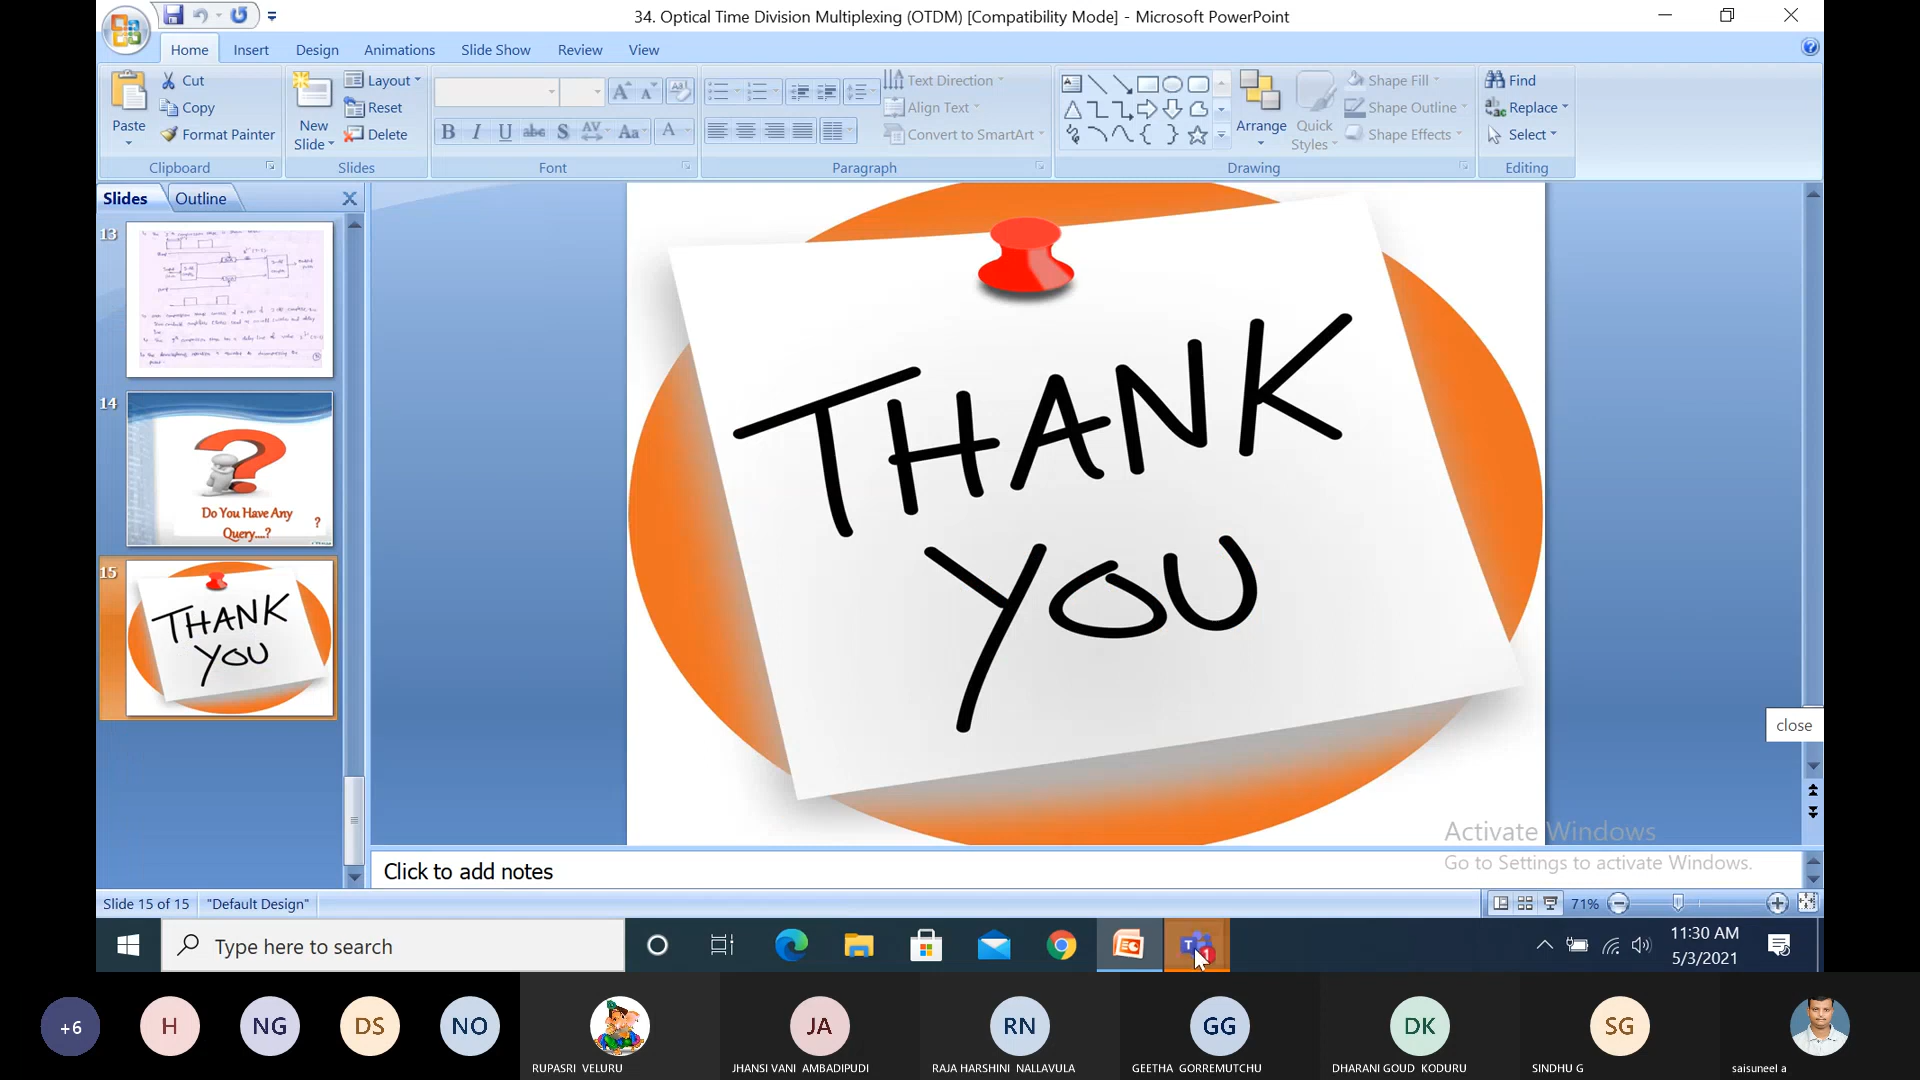 34. Optical Time Division Multiplexing (OTDM) [Compatibility Mode] - Microsoft PowerPoint
Home Insert Design Animations Slide Show Review View
Paste
Cut
Copy
Format Painter
Clipboard
New Slide
Layout
Reset
Delete
Slides
B I U abc S AV Aa A
Font
Text Direction
Align Text
Convert to SmartArt
Paragraph
Arrange
Quick Styles
Shape Fill
Shape Outline
Shape Effects
Drawing
Find
Replace
Select
Editing
Slides Outline
13
14
Do You Have Any
Query....?
?
15
THANK
YOU
THANK
YOU
close
Activate Windows
Go to Settings to activate Windows.
Click to add notes
Slide 15 of 15 "Default Design" 71%
Type here to search
11:30 AM
5/3/2021
+6 H NG DS NO JA RN GG DK SG
RUPASRI VELURU JHANSI VANI AMBADIPUDI RAJA HARSHINI NALLAVULA GEETHA GORREMUTCHU DHARANI GOUD KODURU SINDHU G saisuneel a